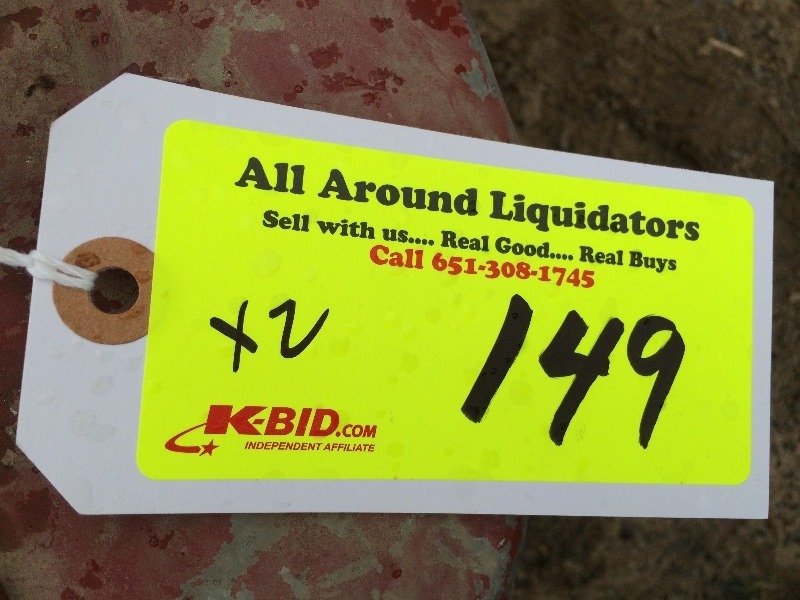 All Around Liquidators
Sell with us.... Real Good.... Real Buys
Call 651-308-1745
x2
149
K-BID.COM
INDEPENDENT AFFILIATE